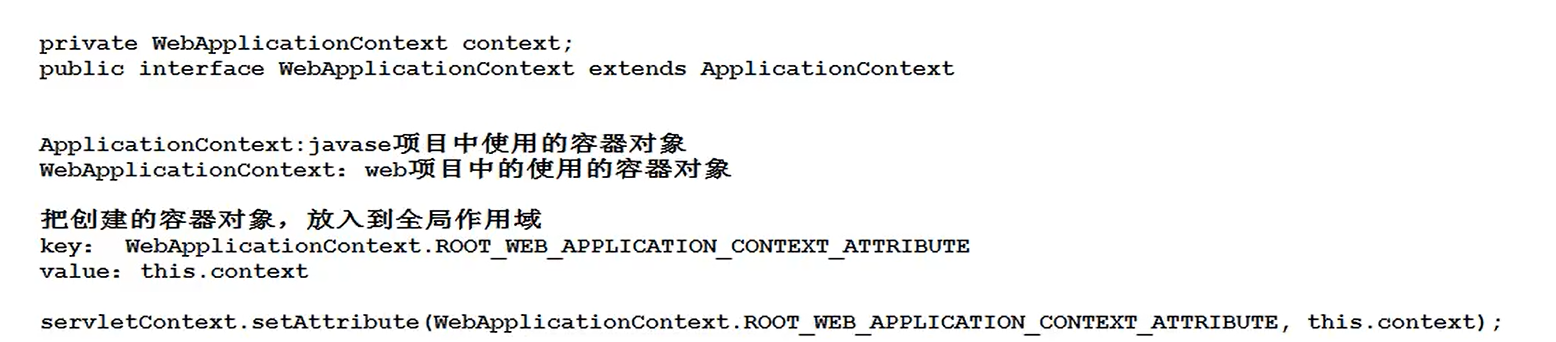 private WebApplicationContext context;
public interface WebApplicationContext extends ApplicationContext
ApplicationContext:javase项目中使用的容器对象
WebApplicationContext: web项目中的使用的容器对象
把创建的容器对象，放入到全局作用域
key:  WebApplicationContext.ROOT_WEB_APPLICATION_CONTEXT_ATTRIBUTE
value: this.context
servletContext.setAttribute(WebApplicationContext.ROOT_WEB_APPLICATION_CONTEXT_ATTRIBUTE, this.context);